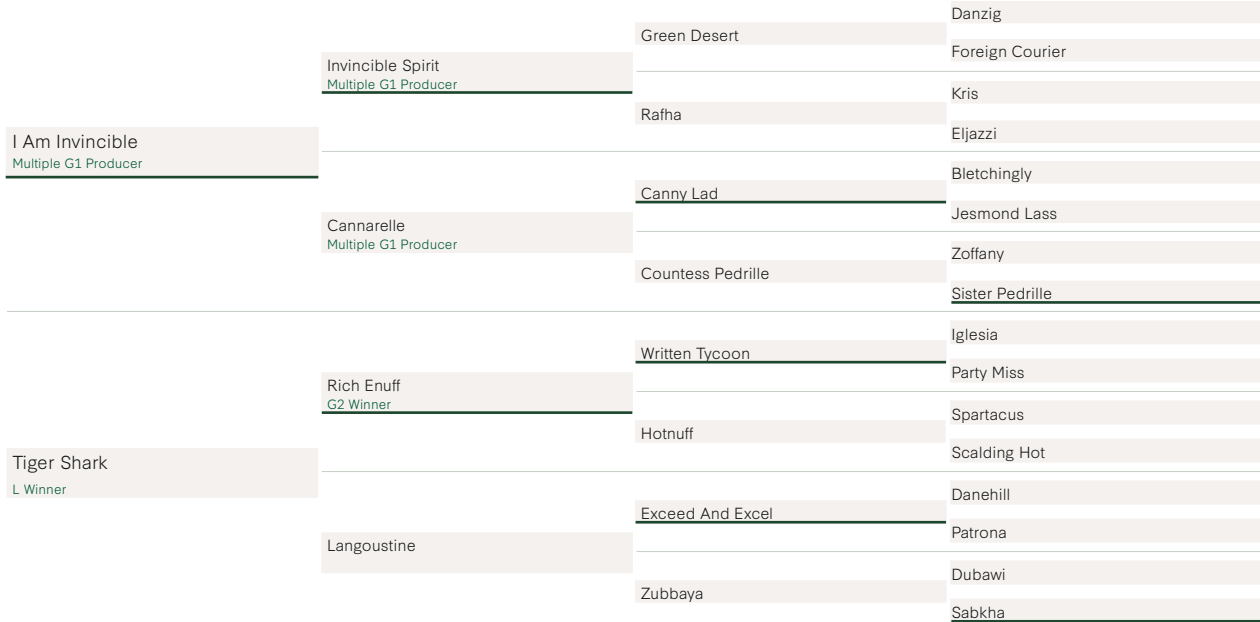 I Am Invincible
Multiple G1 Producer
Tiger Shark
L Winner
Invincible Spirit
Multiple G1 Producer
Cannarelle
Multiple G1 Producer
Rich Enuff
G2 Winner
Langoustine
Green Desert
Rafha
Canny Lad
Countess Pedrille
Written Tycoon
Hotnuff
Exceed And Excel
Zubbaya
Danzig
Foreign Courier
Kris
Eljazzi
Bletchingly
Jesmond Lass
Zoffany
Sister Pedrille
Iglesia
Party Miss
Spartacus
Scalding Hot
Danehill
Patrona
Dubawi
Sabkha